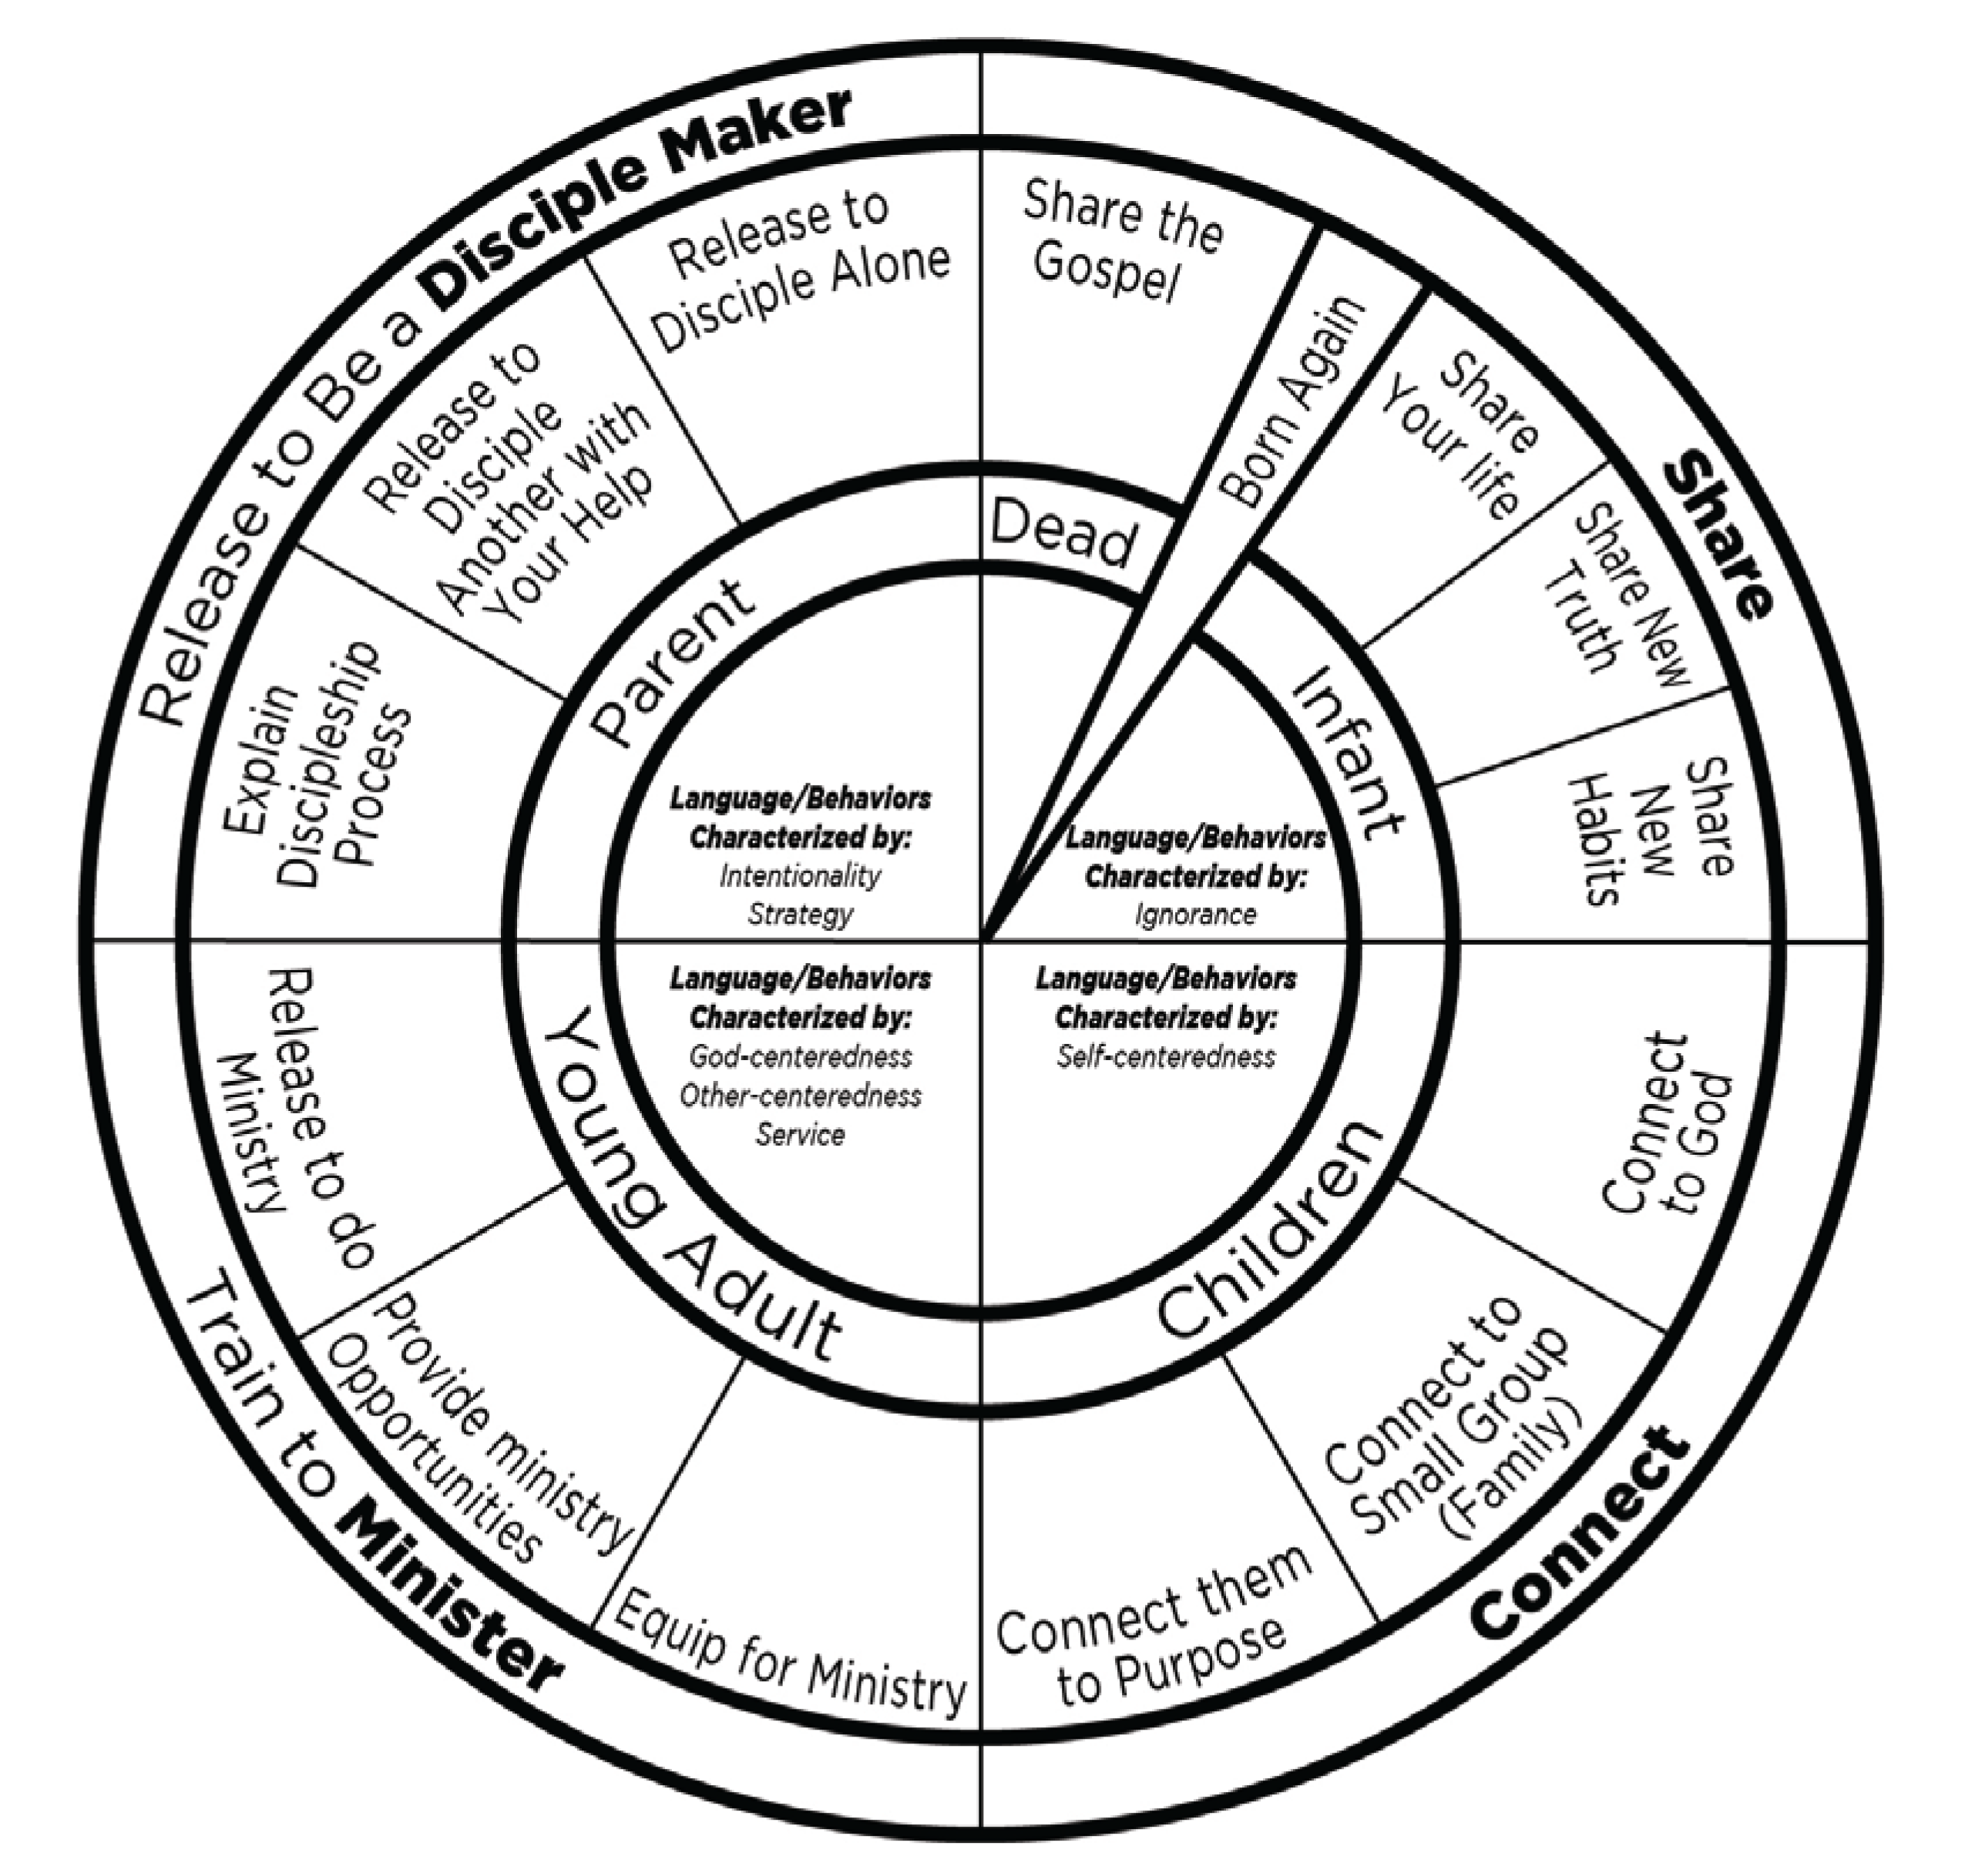 Share
Share the
Gospel
Born Again
Share
Your life
Share New
Truth
Share
New
Habits
Dead
Infant
Language/Behaviors
Characterized by:
Ignorance
Connect
Connect
to God
Connect to
Small Group
(Family)
Connect them
to Purpose
Children
Language/Behaviors
Characterized by:
Self-centeredness
Train to Minister
Equip for Ministry
Provide ministry
Opportunities
Release to do
Ministry
Young Adult
Language/Behaviors
Characterized by:
God-centeredness
Other-centeredness
Service
Release to Be a Disciple Maker
Explain
Discipleship
Process
Release to
Disciple
Another with
Your Help
Release to
Disciple Alone
Parent
Language/Behaviors
Characterized by:
Intentionality
Strategy